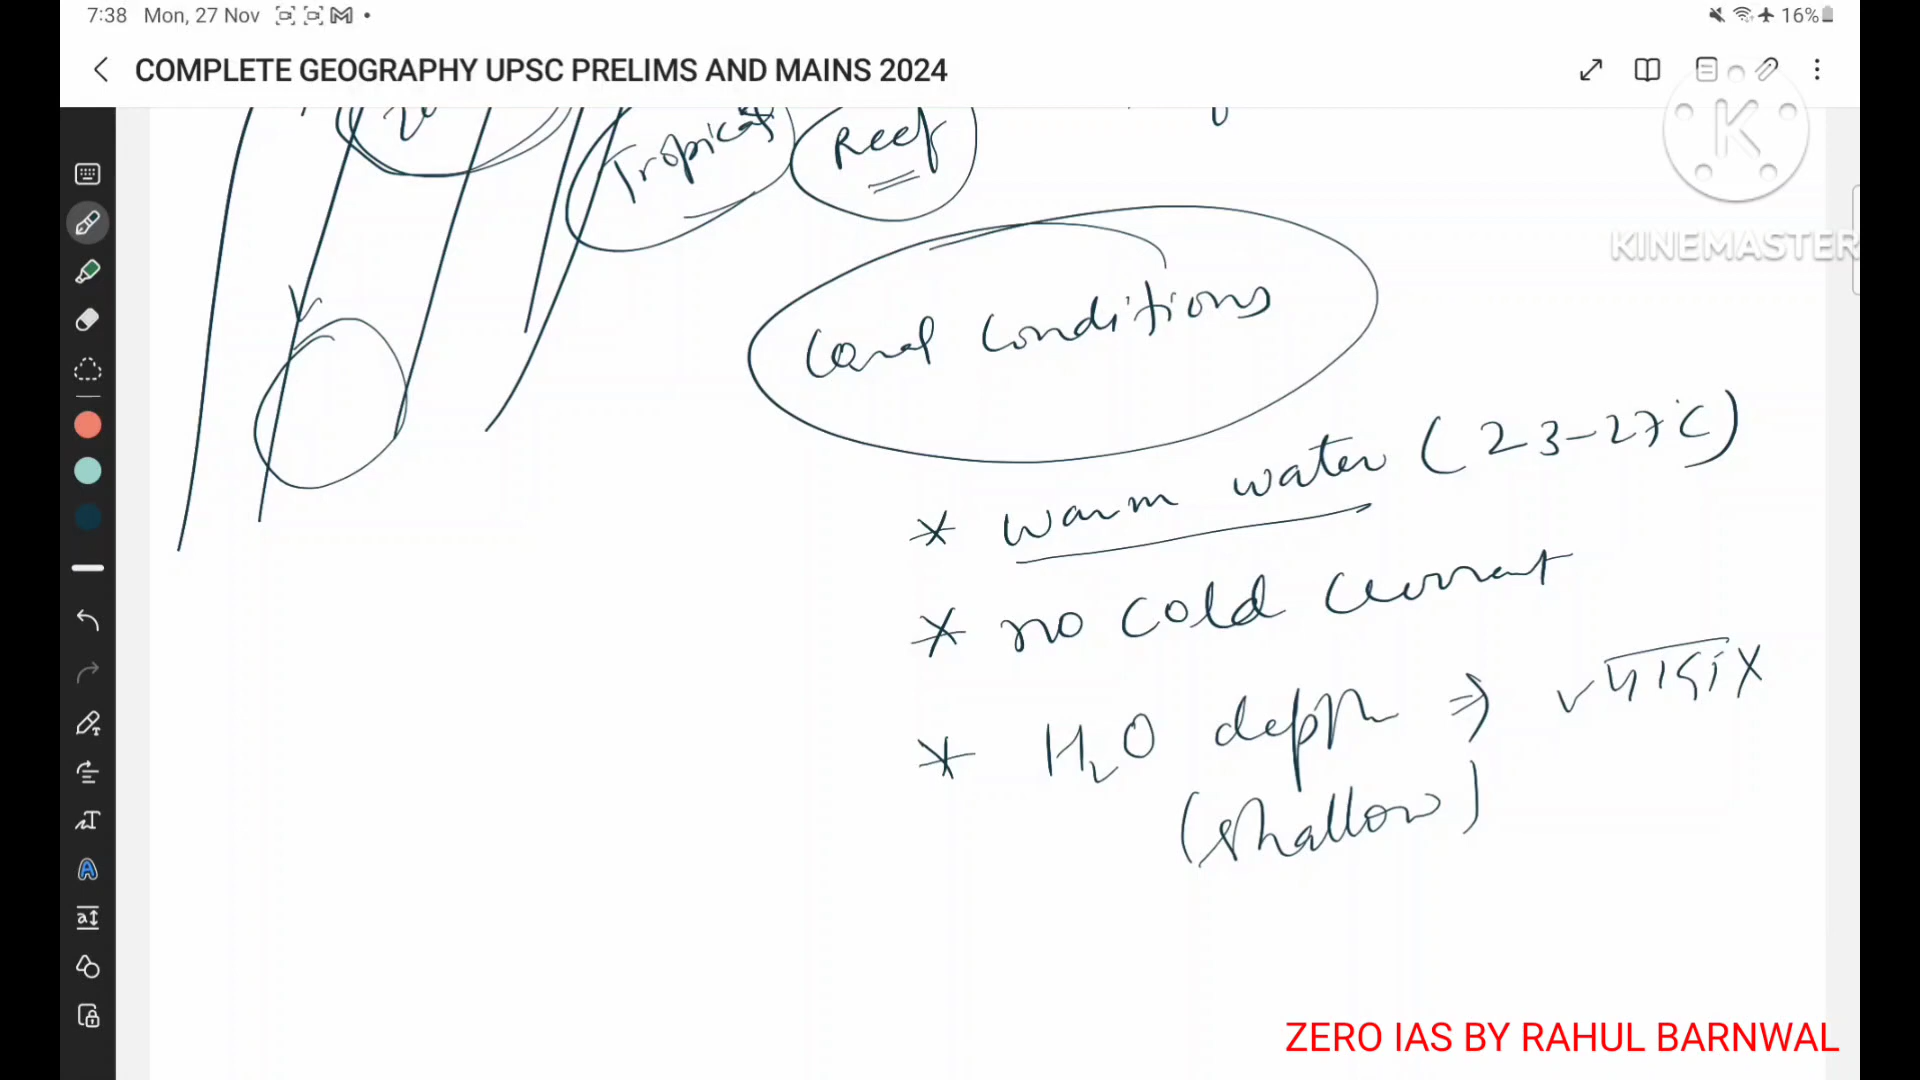 7:38 Mon, 27 Nov
16%
COMPLETE GEOGRAPHY UPSC PRELIMS AND MAINS 2024
KINEMASTER
Tropical Reef
Coral Conditions
* warm water (23-27°C)
* no cold current
* H₂O depth ⇒
(shallow)
ZERO IAS BY RAHUL BARNWAL